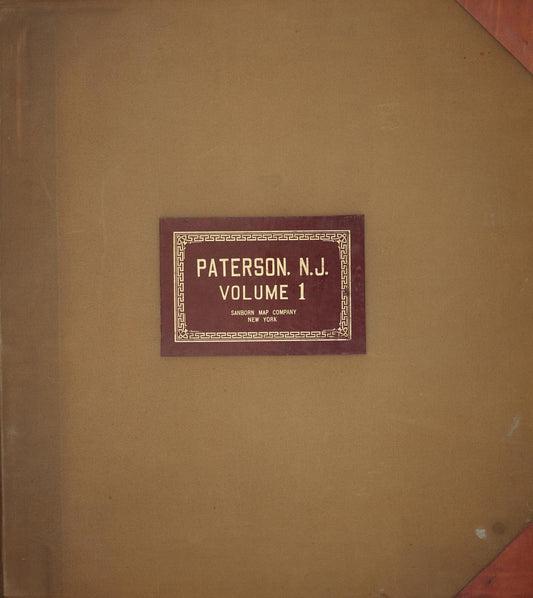 PATERSON. N.J.
VOLUME 1
SANBORN MAP COMPANY
NEW YORK